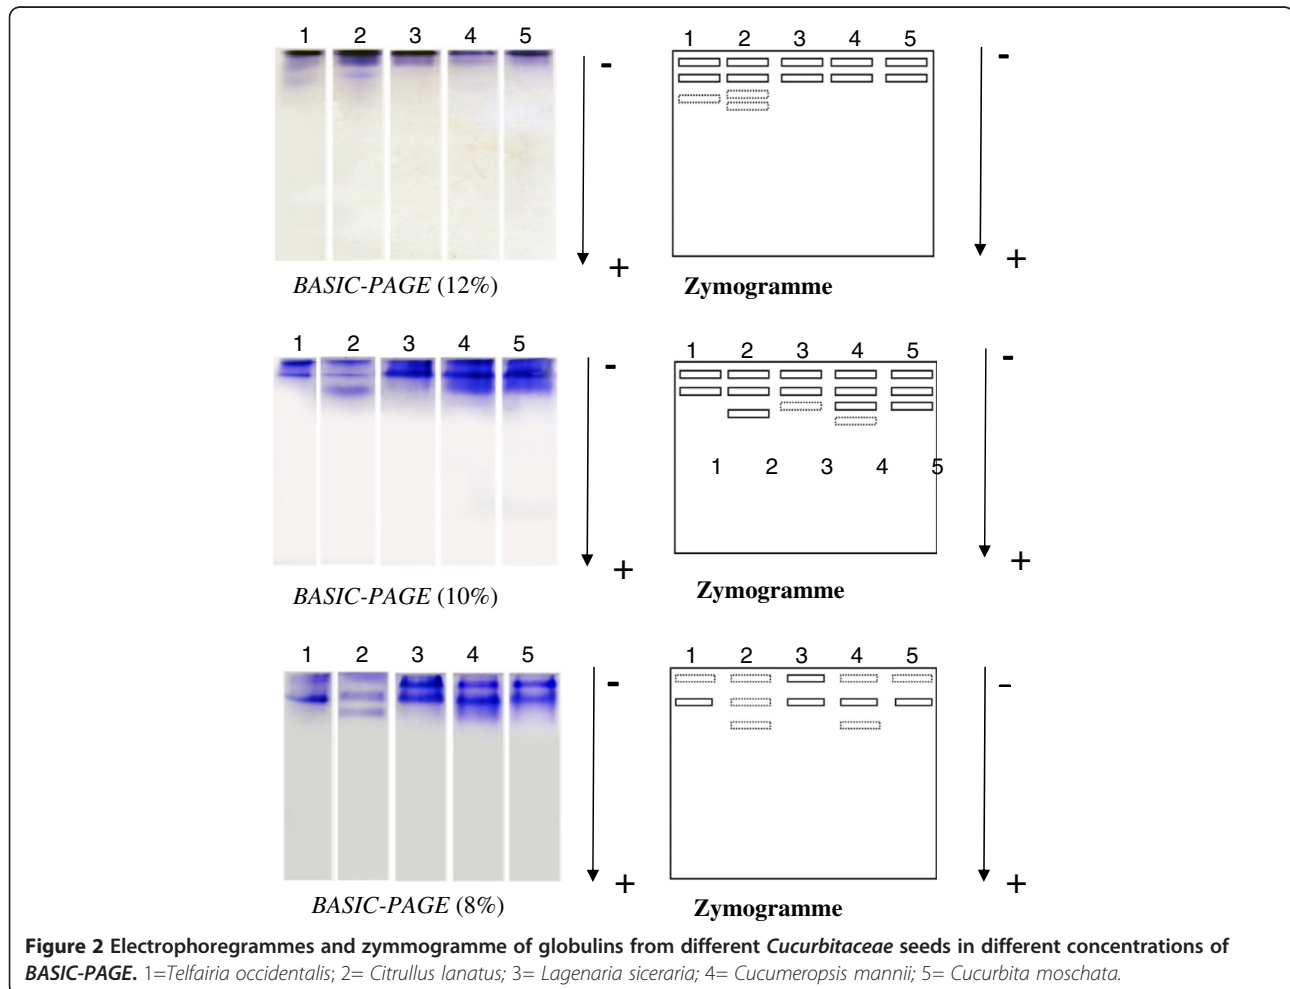 1 2 3 4 5 1 2 3 4 5
- -
+ +
BASIC-PAGE (12%) Zymogramme
1 2 3 4 5 1 2 3 4 5
- -
1 2 3 4 5
+ +
BASIC-PAGE (10%) Zymogramme
1 2 3 4 5 1 2 3 4 5
- –
+ +
BASIC-PAGE (8%) Zymogramme
Figure 2 Electrophoregrammes and zymmogramme of globulins from different Cucurbitaceae seeds in different concentrations of
BASIC-PAGE. 1=Telfairia occidentalis; 2= Citrullus lanatus; 3= Lagenaria siceraria; 4= Cucumeropsis mannii; 5= Cucurbita moschata.